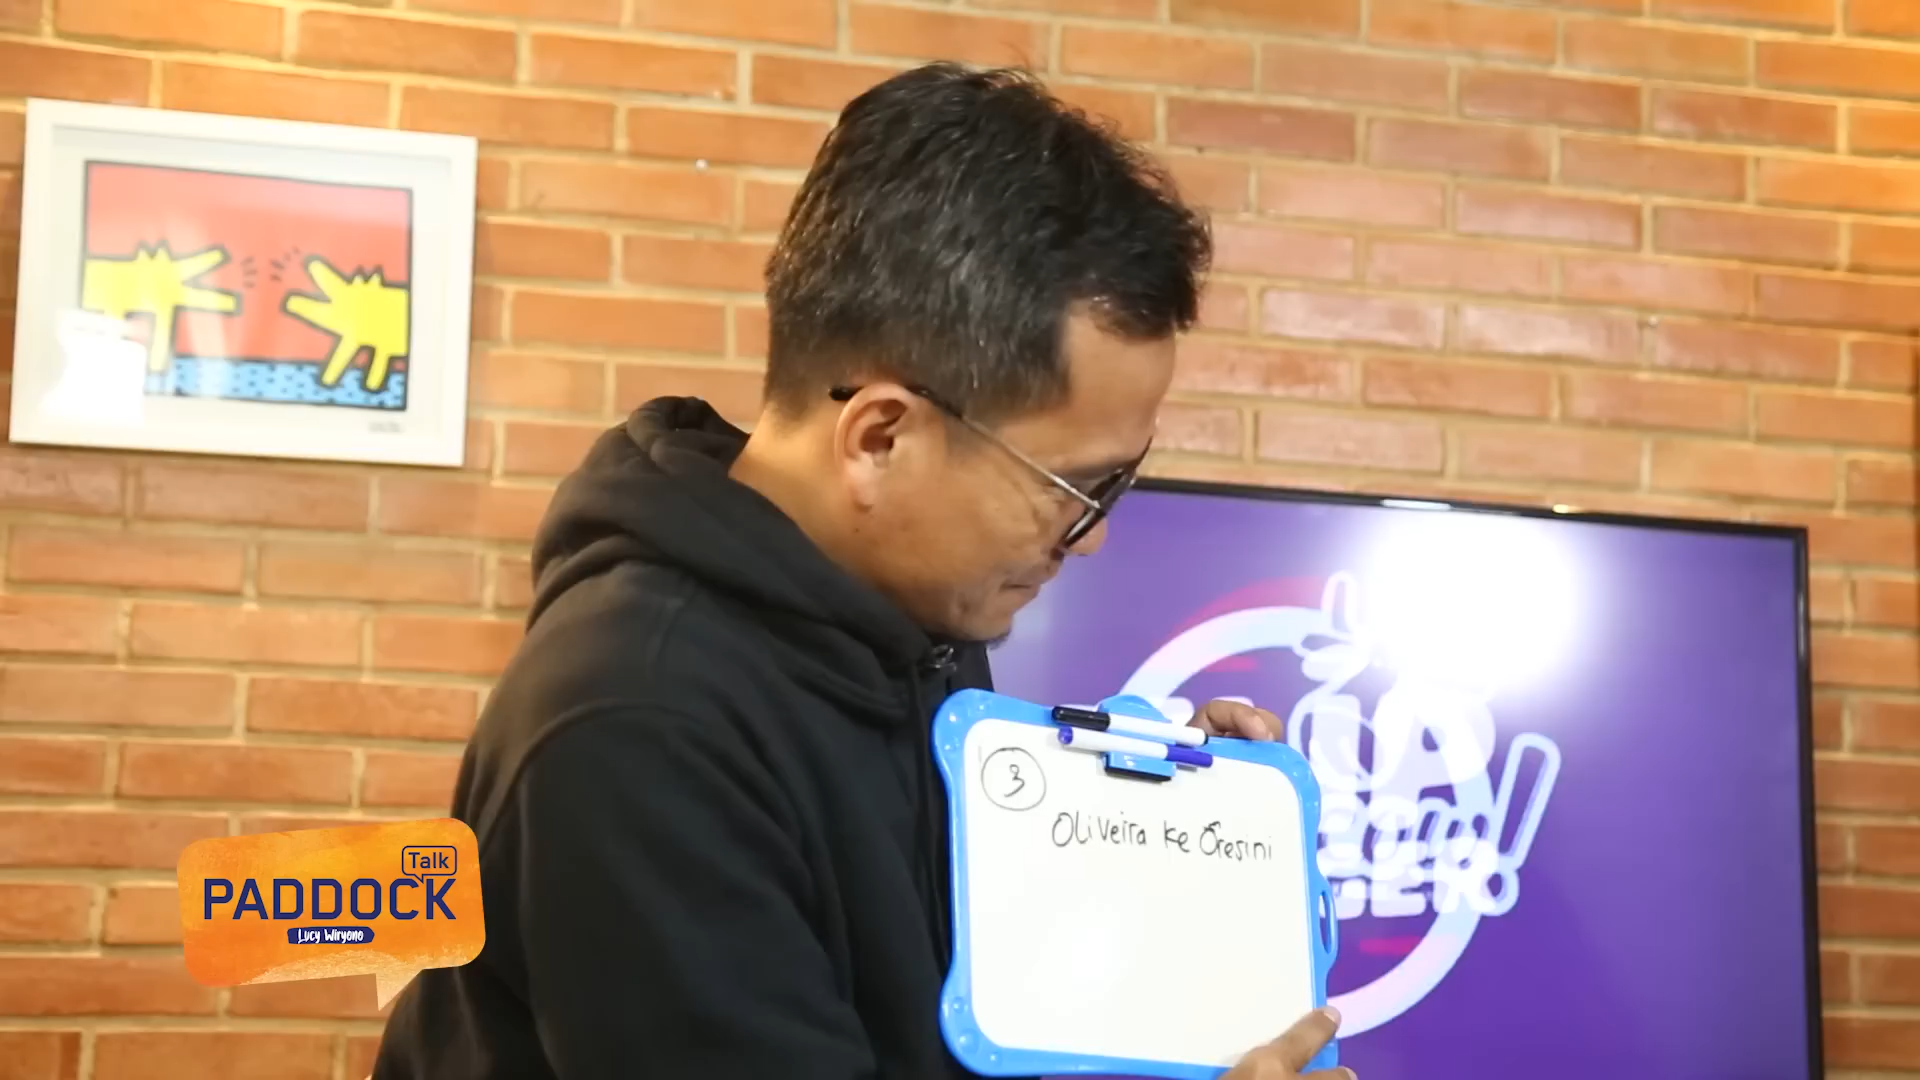 3
Oliveira ke Gresini
Talk
PADDOCK
Lucy Wiryono